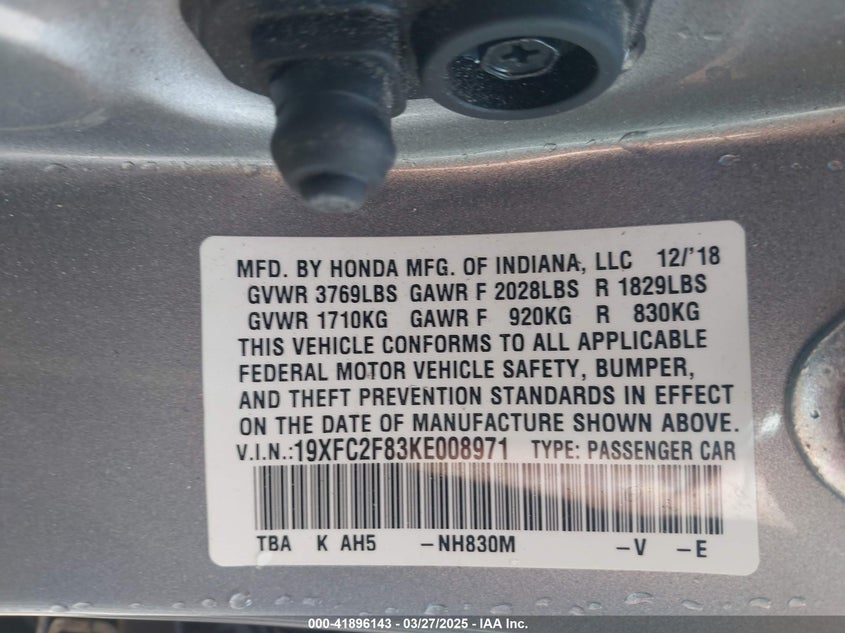 MFD. BY HONDA MFG. OF INDIANA, LLC 12/'18
GVWR 3769LBS GAWR F 2028LBS R 1829LBS
GVWR 1710KG GAWR F 920KG R 830KG
THIS VEHICLE CONFORMS TO ALL APPLICABLE
FEDERAL MOTOR VEHICLE SAFETY, BUMPER,
AND THEFT PREVENTION STANDARDS IN EFFECT
ON THE DATE OF MANUFACTURE SHOWN ABOVE.
V.I.N.:19XFC2F83KE008971 TYPE: PASSENGER CAR
TBA K AH5 –NH830M –V –E
000-41896143 - 03/27/2025 - IAA Inc.